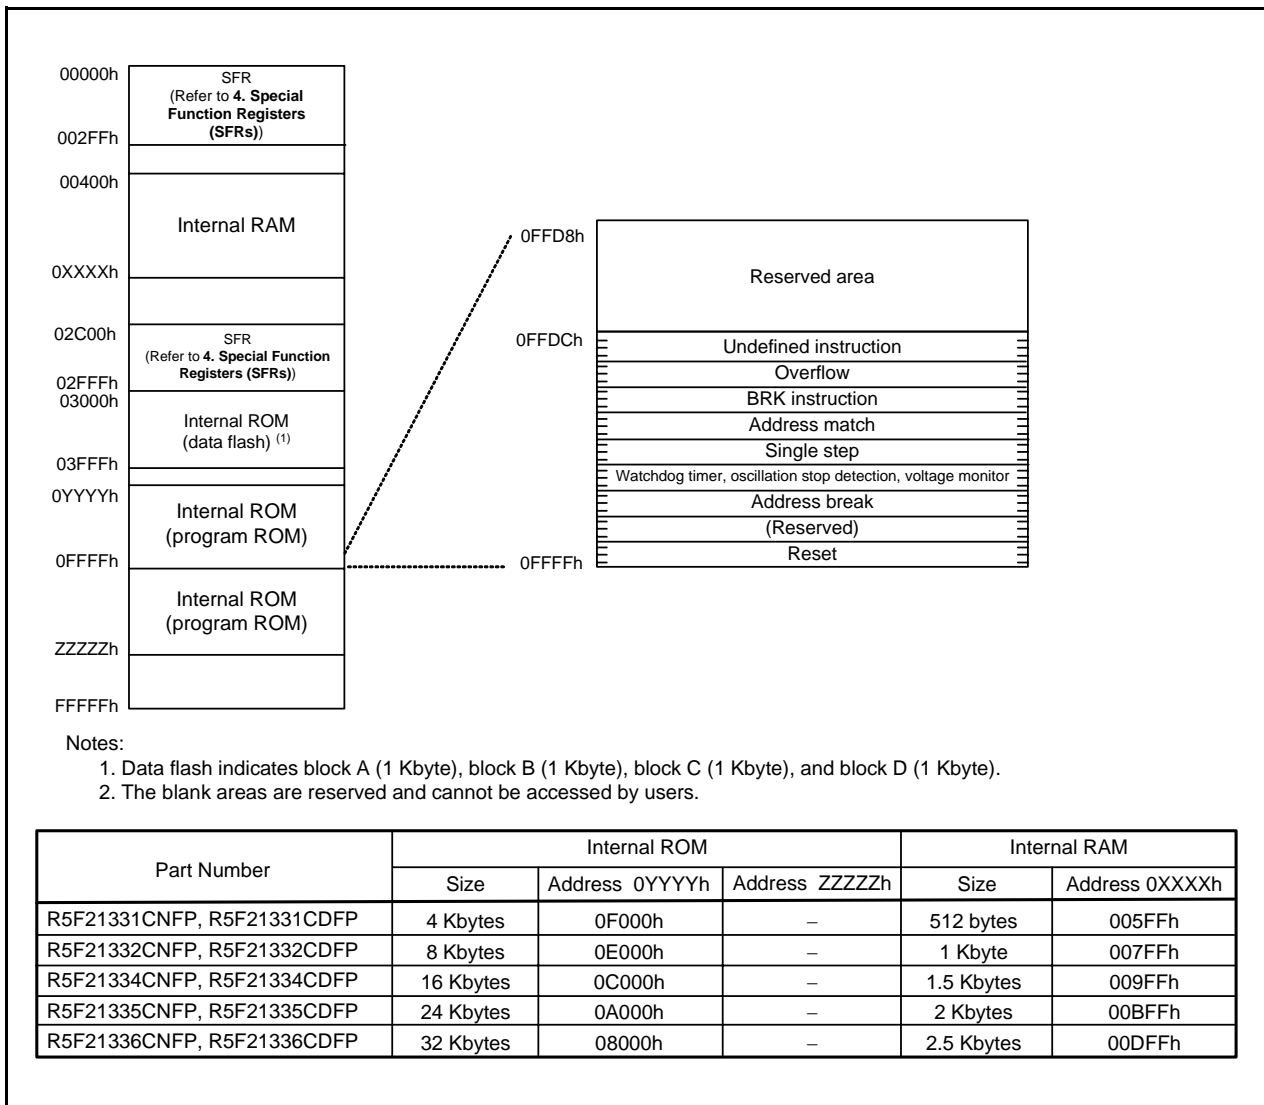 00000h
SFR
(Refer to 4. Special
Function Registers
(SFRs))
002FFh
00400h
Internal RAM
0XXXXh
02C00h
SFR
(Refer to 4. Special Function
Registers (SFRs))
02FFFh
03000h
Internal ROM
(data flash) (1)
03FFFh
0YYYYh
Internal ROM
(program ROM)
0FFFFh
Internal ROM
(program ROM)
ZZZZZh
FFFFFh
0FFD8h
Reserved area
0FFDCh
Undefined instruction
Overflow
BRK instruction
Address match
Single step
Watchdog timer, oscillation stop detection, voltage monitor
Address break
(Reserved)
Reset
0FFFFh
Notes:
1. Data flash indicates block A (1 Kbyte), block B (1 Kbyte), block C (1 Kbyte), and block D (1 Kbyte).
2. The blank areas are reserved and cannot be accessed by users.
Part Number Internal ROM Internal RAM
Size Address 0YYYYh Address ZZZZZh Size Address 0XXXXh
R5F21331CNFP, R5F21331CDFP 4 Kbytes 0F000h – 512 bytes 005FFh
R5F21332CNFP, R5F21332CDFP 8 Kbytes 0E000h – 1 Kbyte 007FFh
R5F21334CNFP, R5F21334CDFP 16 Kbytes 0C000h – 1.5 Kbytes 009FFh
R5F21335CNFP, R5F21335CDFP 24 Kbytes 0A000h – 2 Kbytes 00BFFh
R5F21336CNFP, R5F21336CDFP 32 Kbytes 08000h – 2.5 Kbytes 00DFFh